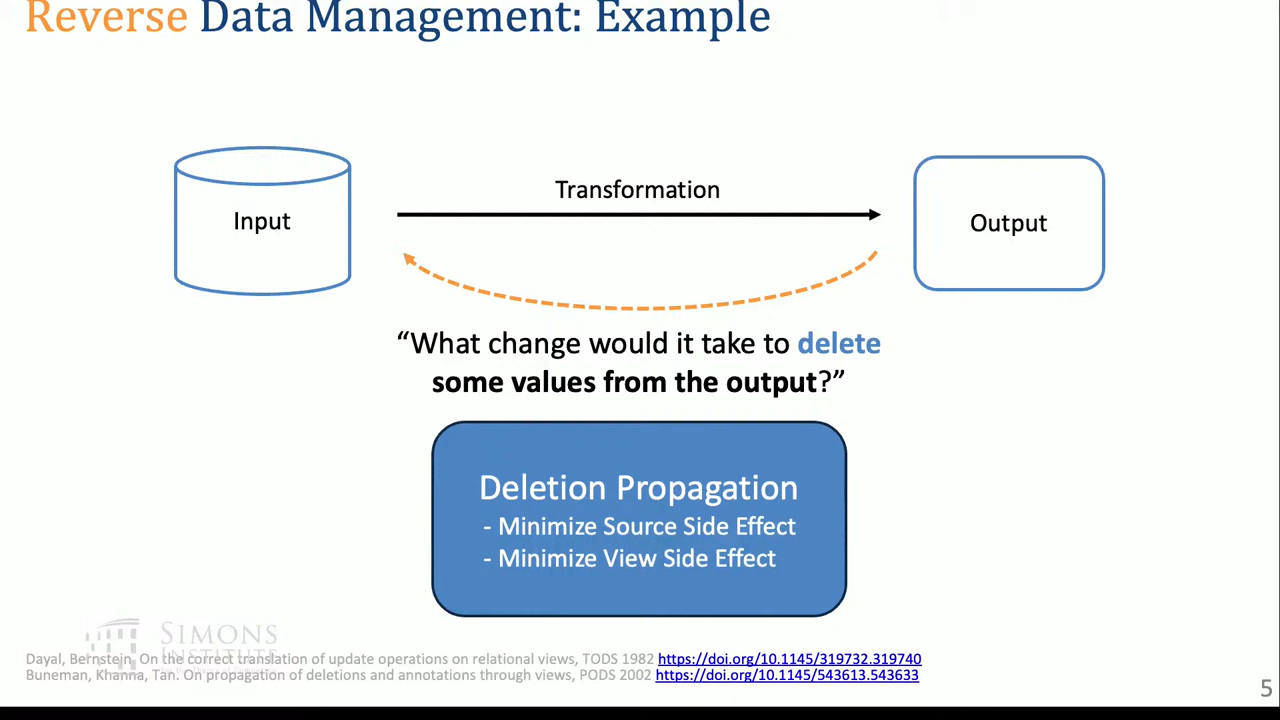 Reverse Data Management: Example
Transformation
Input
Output
“What change would it take to delete
some values from the output?”
Deletion Propagation
- Minimize Source Side Effect
- Minimize View Side Effect
SIMONS
INSTITUTE
Dayal, Bernstein, On the correct translation of update operations on relational views, TODS 1982 https://doi.org/10.1145/319732.319740
Buneman, Khanna, Tan. On propagation of deletions and annotations through views, PODS 2002 https://doi.org/10.1145/543613.543633
5